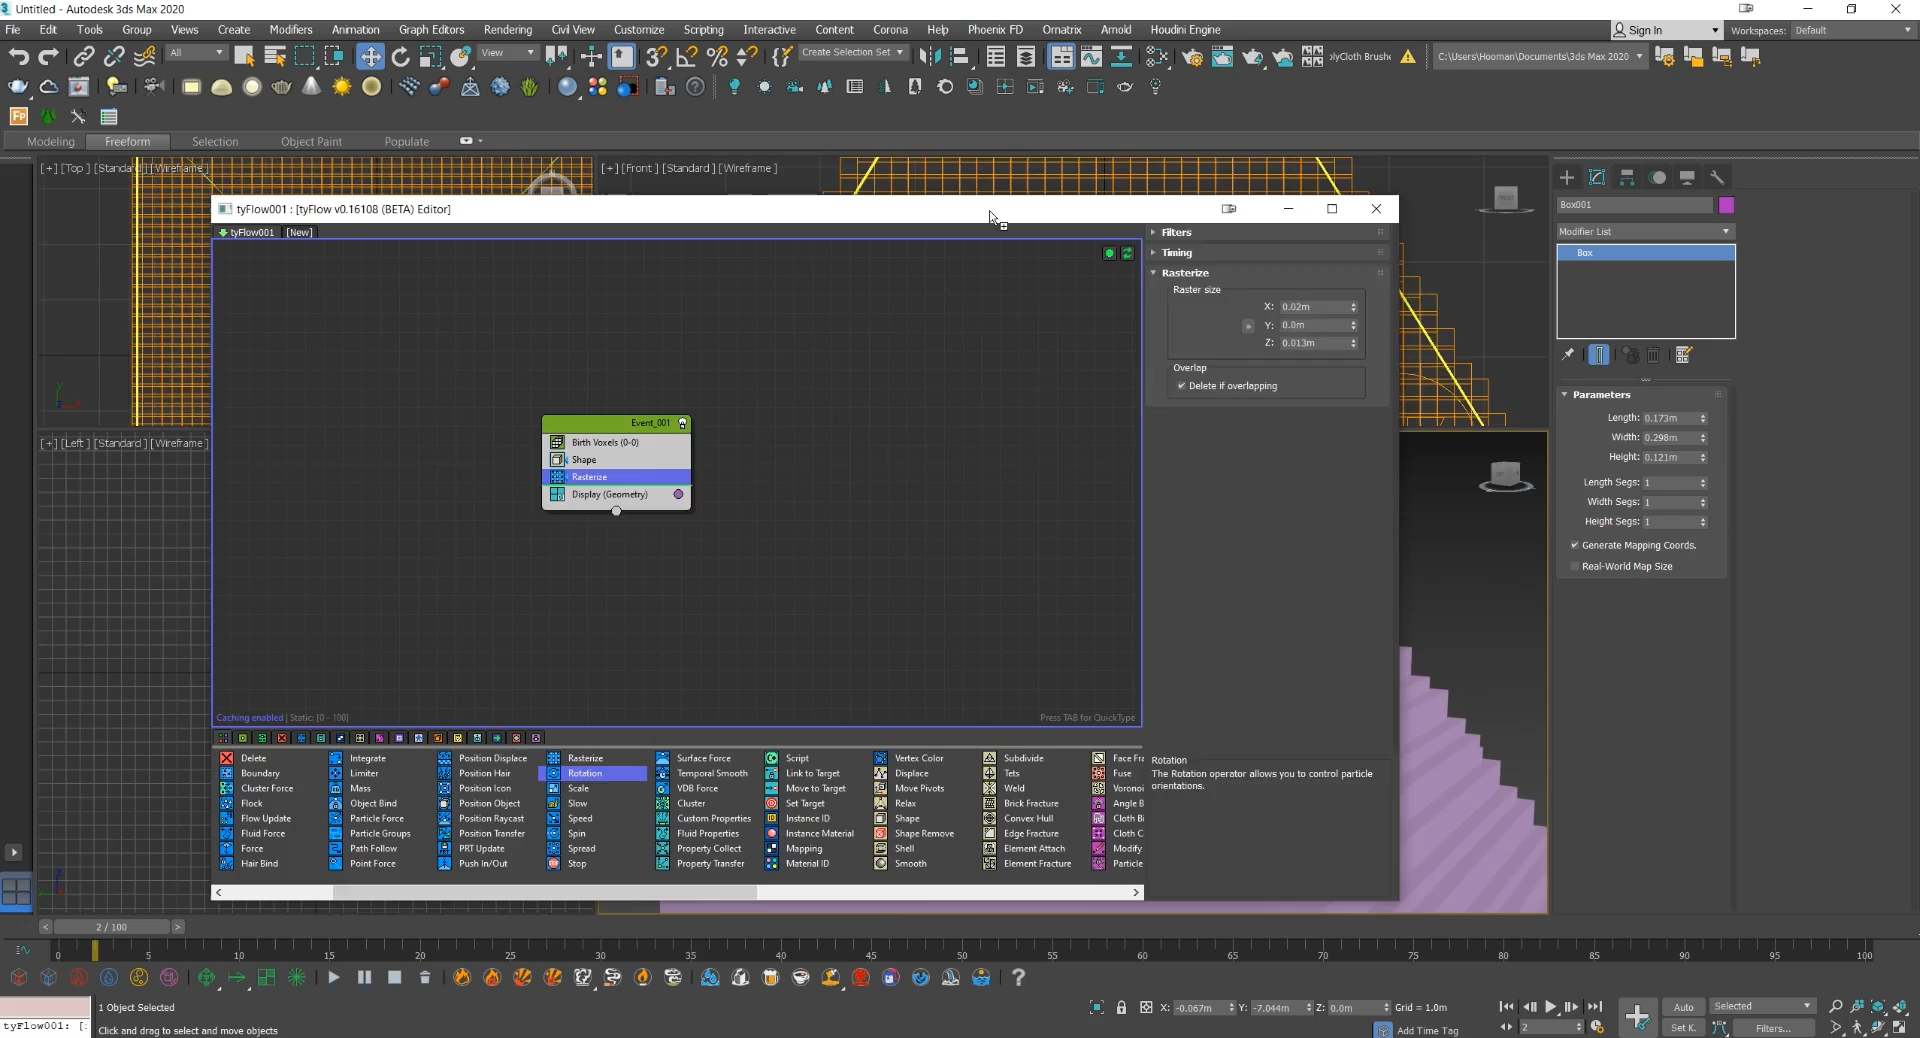 Untitled - Autodesk 3ds Max 2020
File Edit Tools Group Views Create Modifiers Animation Graph Editors Rendering Civil View Customize Scripting Interactive Content Corona Help Phoenix FD Ornatrix Arnold Houdini Engine
Sign In Workspaces: Default
All View Create Selection Set lyCloth Brushe C:\Users\Hooman\Documents\3ds Max 2020
Modeling Freeform Selection Object Paint Populate
[+] [Top ] [Standard] [Wireframe]
[+] [Front ] [Standard ] [Wireframe ]
tyFlow001 : [tyFlow v0.16108 (BETA) Editor]
tyFlow001 [New]
Filters
Timing
Rasterize
Raster size
X: 0.02m
Y: 0.0m
Z: 0.013m
Overlap
Delete if overlapping
Event_001
Birth Voxels (0-0)
Shape
Rasterize
Display (Geometry)
[+] [Left ] [Standard ] [Wireframe ]
Box001
Modifier List
Box
Parameters
Length: 0.173m
Width: 0.298m
Height: 0.121m
Length Segs: 1
Width Segs: 1
Height Segs: 1
Generate Mapping Coords.
Real-World Map Size
Caching enabled | Static: [0 - 100]
Press TAB for QuickType
Delete Integrate Position Displace Rasterize Surface Force Script Vertex Color Subdivide Face Fra
Boundary Limiter Position Hair Rotation Temporal Smooth Link to Target Displace Tets Fuse
Cluster Force Mass Position Icon Scale VDB Force Move to Target Move Pivots Weld Voronoi
Flock Object Bind Position Object Slow Cluster Set Target Relax Brick Fracture Angle B
Flow Update Particle Force Position Raycast Speed Custom Properties Instance ID Shape Convex Hull Cloth Bi
Fluid Force Particle Groups Position Transfer Spin Fluid Properties Instance Material Shape Remove Edge Fracture Cloth C
Force Path Follow PRT Update Spread Property Collect Mapping Shell Element Attach Modify
Hair Bind Point Force Push In/Out Stop Property Transfer Material ID Smooth Element Fracture Particle
Rotation
The Rotation operator allows you to control particle
orientations.
< 2 / 100 >
0 5 10 15 20 25 30 35 40 45 50 55 60 65 70 75 80 85 90 95 100
1 Object Selected
X: -0.067m Y: -7.044m Z: 0.0m Grid = 1.0m
Auto Selected
tyFlow001: [:
Click and drag to select and move objects
Add Time Tag
2
Set K. Filters...